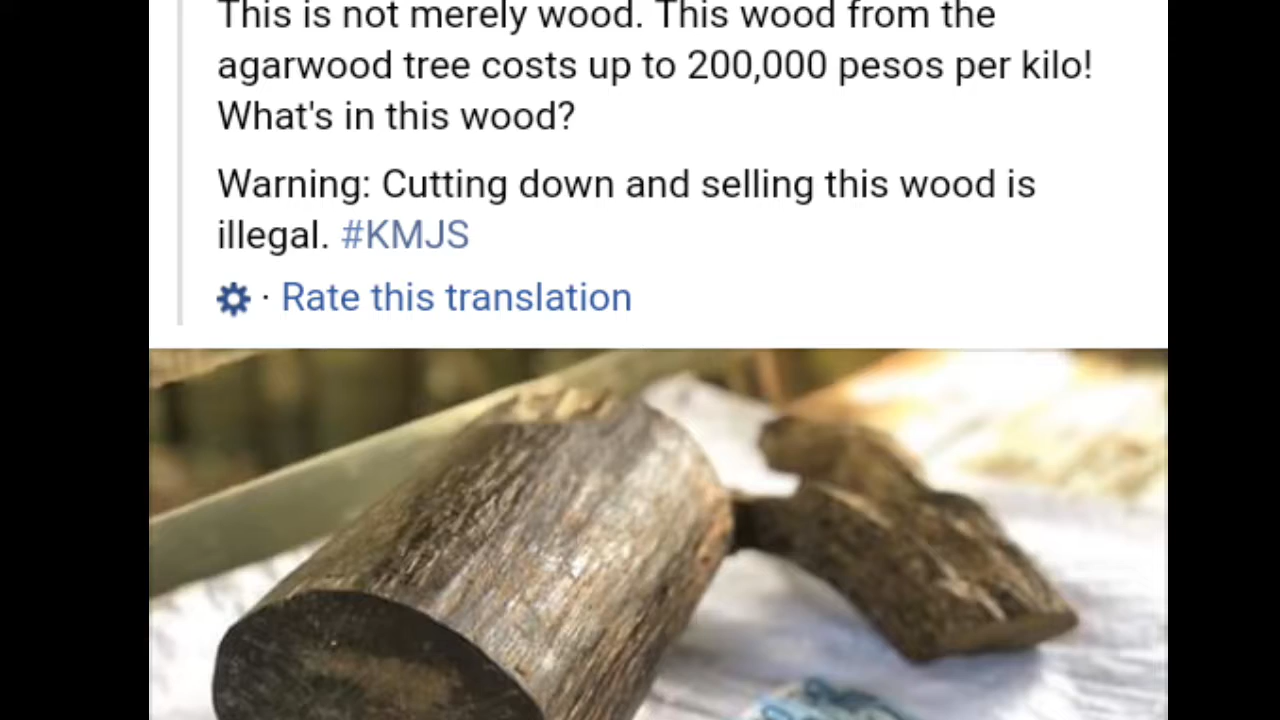 This is not merely wood. This wood from the
agarwood tree costs up to 200,000 pesos per kilo!
What's in this wood?
Warning: Cutting down and selling this wood is
illegal. #KMJS
· Rate this translation